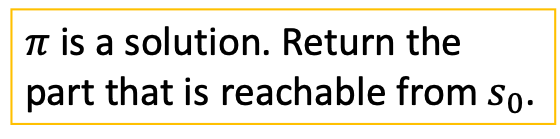 π is a solution. Return the
part that is reachable from s₀.